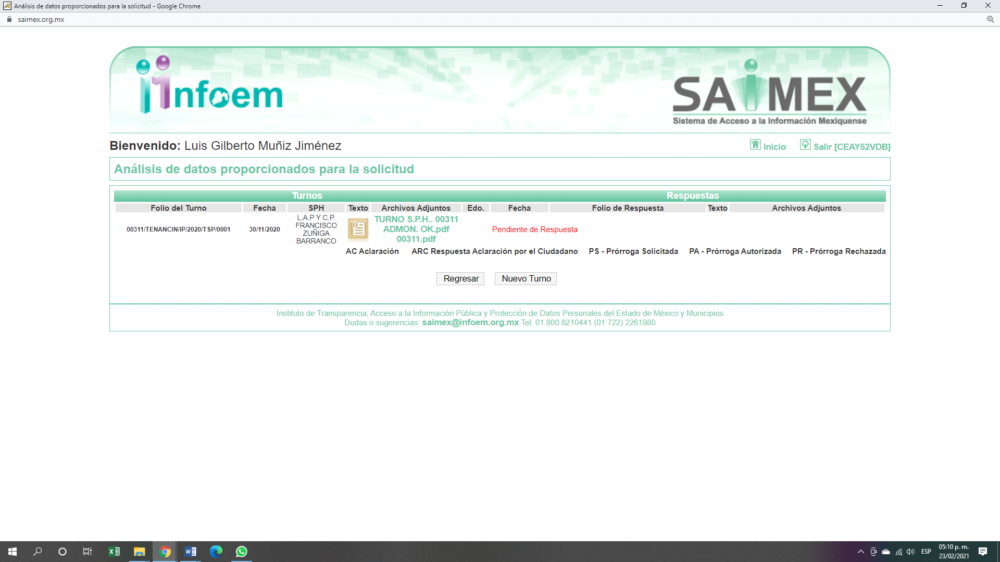 Análisis de datos proporcionados para la solicitud - Google Chrome
saimex.org.mx
infoem
SAIMEX
Sistema de Acceso a la Información Mexiquense
Bienvenido: Luis Gilberto Muñiz Jiménez
Inicio
Salir [CEAY52VDB]
Análisis de datos proporcionados para la solicitud
Turnos
Respuestas
Folio del Turno
Fecha
SPH
Texto
Archivos Adjuntos
Edo.
Fecha
Folio de Respuesta
Texto
Archivos Adjuntos
00311/TENANCIN/IP/2020/TSP/0001
30/11/2020
L.A.P Y C.P.
FRANCISCO
ZUÑIGA
BARRANCO
TURNO S.P.H.. 00311
ADMON. OK.pdf
00311.pdf
Pendiente de Respuesta
AC Aclaración
ARC Respuesta Aclaración por el Ciudadano
PS - Prórroga Solicitada
PA - Prórroga Autorizada
PR - Prórroga Rechazada
Regresar
Nuevo Turno
Instituto de Transparencia, Acceso a la Información Pública y Protección de Datos Personales del Estado de México y Municipios
Dudas o sugerencias: saimex@infoem.org.mx Tel. 01 800 8210441 (01 722) 2261980
ESP
05:10 p. m.
23/02/2021